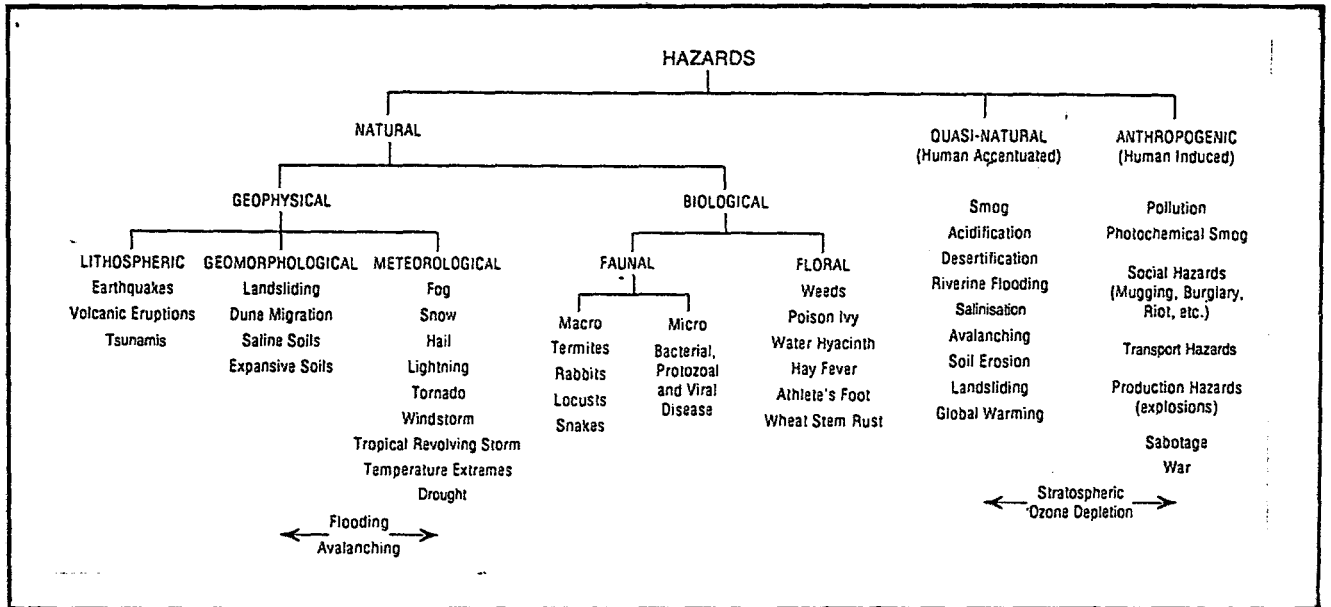 HAZARDS
NATURAL
QUASI-NATURAL
(Human Accentuated)
ANTHROPOGENIC
(Human Induced)
GEOPHYSICAL
BIOLOGICAL
LITHOSPHERIC
Earthquakes
Volcanic Eruptions
Tsunamis
GEOMORPHOLOGICAL
Landsliding
Dune Migration
Saline Soils
Expansive Soils
METEOROLOGICAL
Fog
Snow
Hail
Lightning
Tornado
Windstorm
Tropical Revolving Storm
Temperature Extremes
Drought
Flooding
Avalanching
FAUNAL
Macro
Termites
Rabbits
Locusts
Snakes
Micro
Bacterial,
Protozoal
and Viral
Disease
FLORAL
Weeds
Poison Ivy
Water Hyacinth
Hay Fever
Athlete's Foot
Wheat Stem Rust
Smog
Acidification
Desertification
Riverine Flooding
Salinisation
Avalanching
Soil Erosion
Landsliding
Global Warming
Pollution
Photochemical Smog
Social Hazards
(Mugging, Burglary,
Riot, etc.)
Transport Hazards
Production Hazards
(explosions)
Sabotage
War
Stratospheric
Ozone Depletion